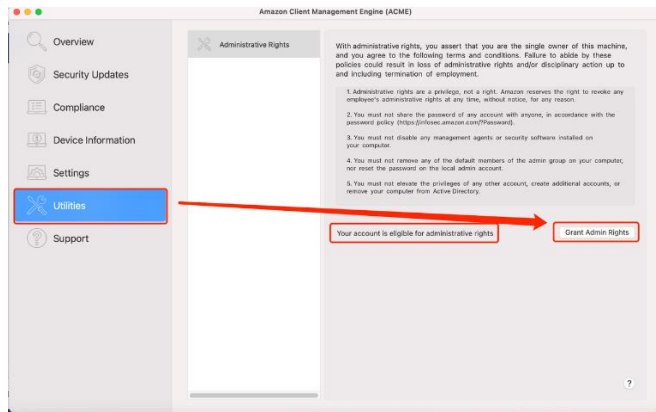 Amazon Client Management Engine (ACME)
Overview
Security Updates
Compliance
Device Information
Settings
Utilities
Support
Administrative Rights
With administrative rights, you assert that you are the single owner of this machine,
and you agree to the following terms and conditions. Failure to abide by these
policies could result in loss of administrative rights and/or disciplinary action up to
and including termination of employment.
1. Administrative rights are a privilege, not a right. Amazon reserves the right to revoke any
employee's administrative rights at any time, without notice, for any reason.
2. You must not share the password of any account with anyone, in accordance with the
password policy (https://infosec.amazon.com/?Password).
3. You must not disable any management agents or security software installed on
your computer.
4. You must not remove any of the default members of the admin group on your computer,
nor reset the password on the local admin account.
5. You must not elevate the privileges of any other account, create additional accounts, or
remove your computer from Active Directory.
Your account is eligible for administrative rights
Grant Admin Rights
?